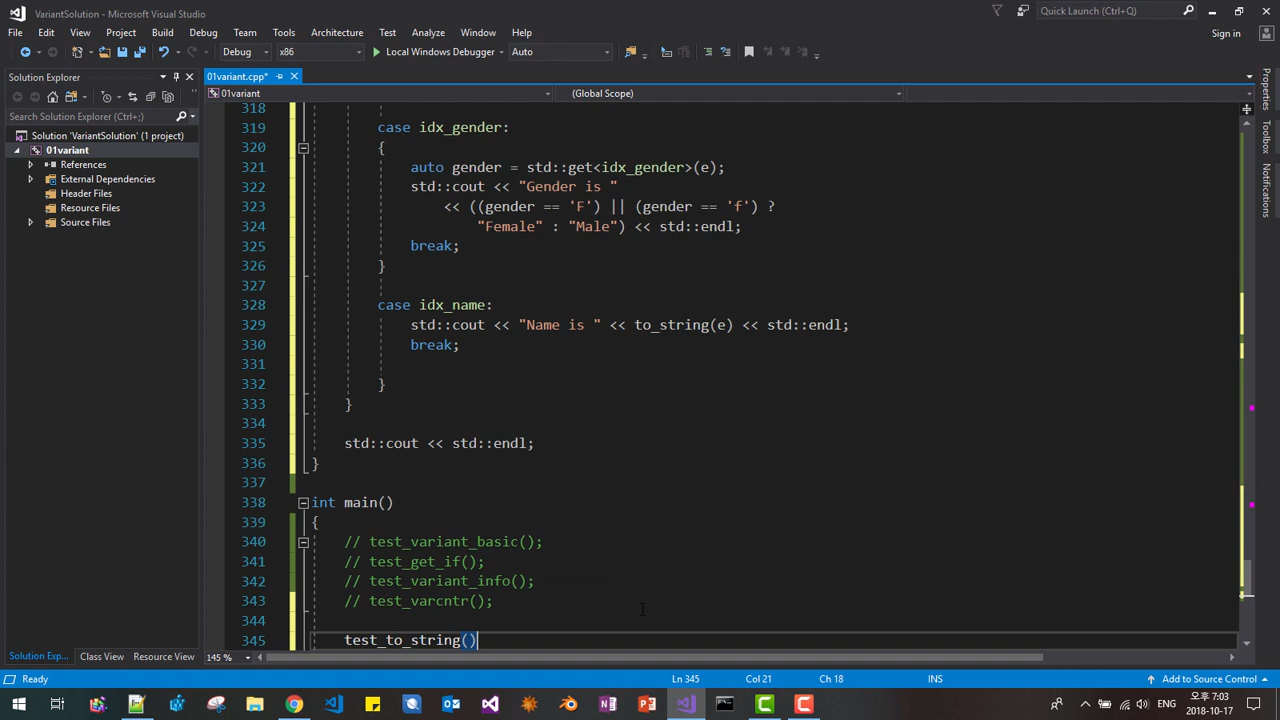 VariantSolution - Microsoft Visual Studio
Quick Launch (Ctrl+Q)
File Edit View Project Build Debug Team Tools Architecture Test Analyze Window Help
Sign in
Debug x86 Local Windows Debugger Auto
Solution Explorer
Search Solution Explorer (Ctrl+;)
Solution 'VariantSolution' (1 project)
01variant
References
External Dependencies
Header Files
Resource Files
Source Files
Solution Exp... Class View Resource View
01variant.cpp*
01variant (Global Scope)
318
319 case idx_gender:
320 {
321 auto gender = std::get<idx_gender>(e);
322 std::cout << "Gender is "
323 << ((gender == 'F') || (gender == 'f') ?
324 "Female" : "Male") << std::endl;
325 break;
326 }
327
328 case idx_name:
329 std::cout << "Name is " << to_string(e) << std::endl;
330 break;
331
332 }
333 }
334
335 std::cout << std::endl;
336 }
337
338 int main()
339 {
340 // test_variant_basic();
341 // test_get_if();
342 // test_variant_info();
343 // test_varcntr();
344
345 test_to_string()
145 %
Properties
Toolbox
Notifications
Ready Ln 345 Col 21 Ch 18 INS Add to Source Control
ENG
오후 7:03
2018-10-17